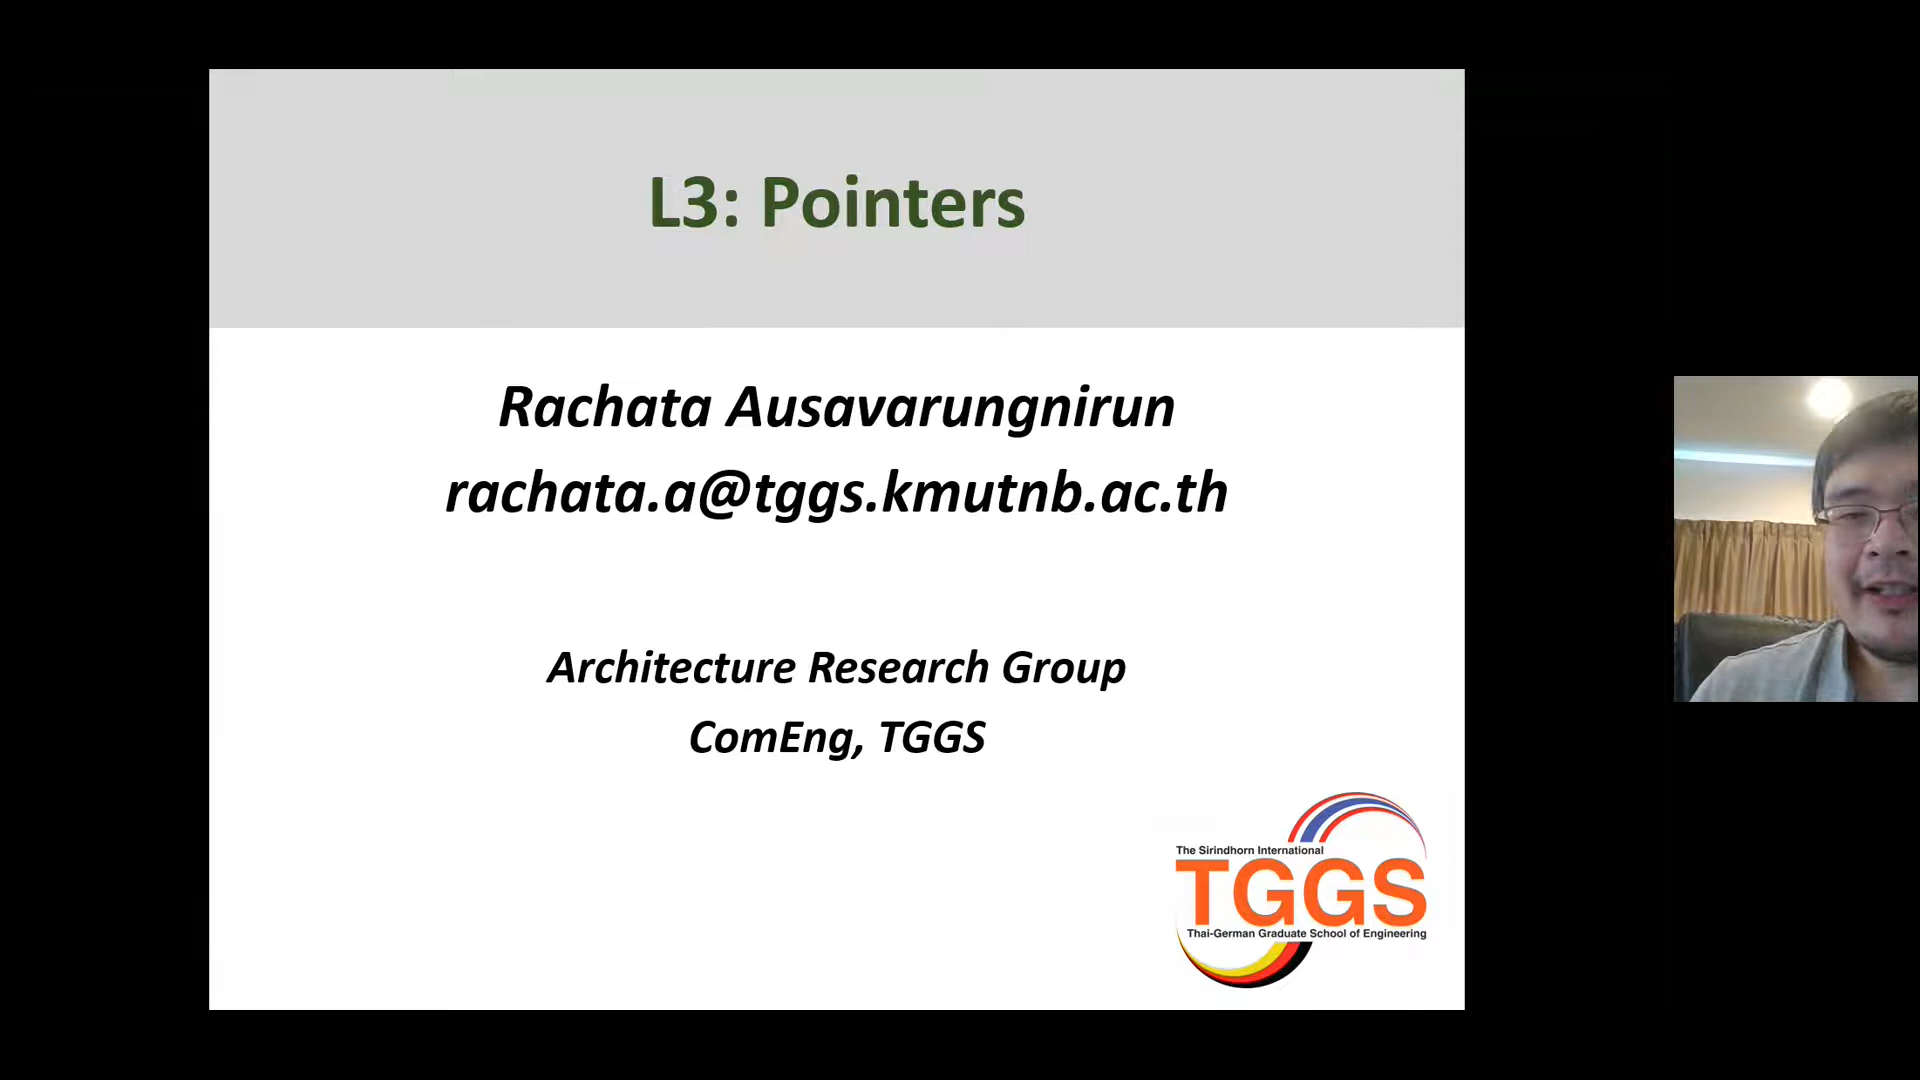 L3: Pointers
Rachata Ausavarungnirun
rachata.a@tggs.kmutnb.ac.th
Architecture Research Group
ComEng, TGGS
The Sirindhorn International
TGGS
Thai-German Graduate School of Engineering